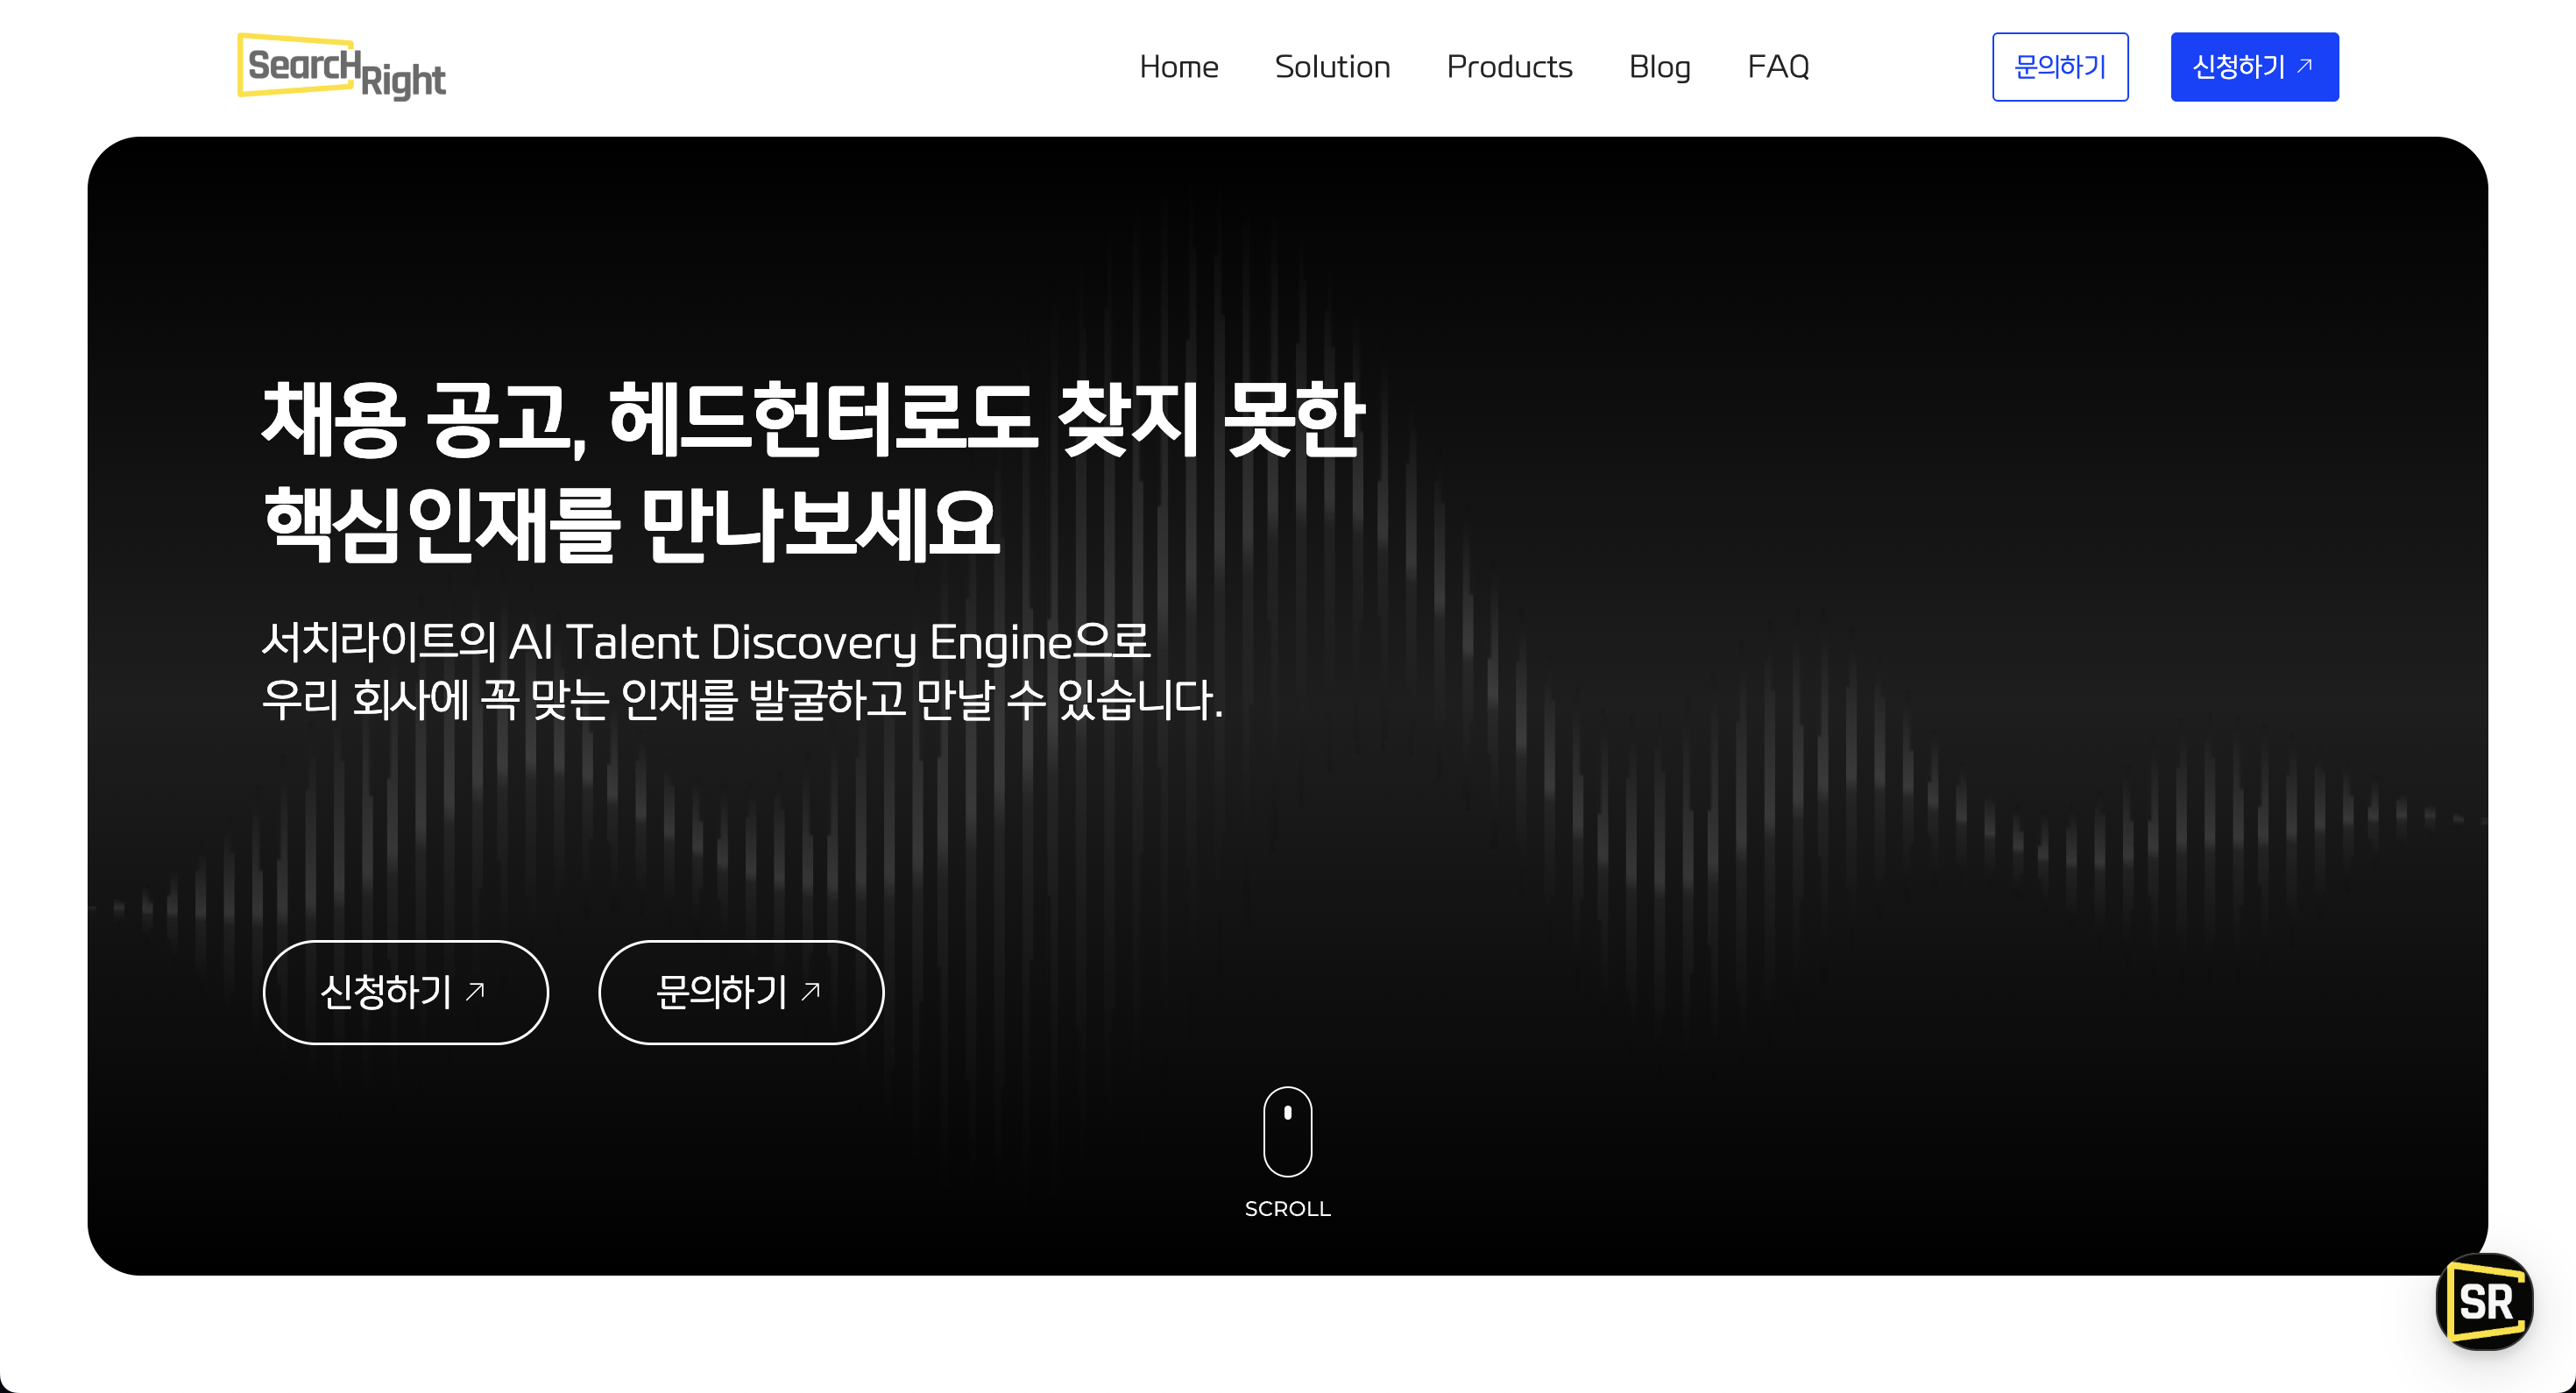 SearcHRight
Home
Solution
Products
Blog
FAQ
문의하기
신청하기
채용 공고, 헤드헌터로도 찾지 못한
핵심인재를 만나보세요
서치라이트의 AI Talent Discovery Engine으로
우리 회사에 꼭 맞는 인재를 발굴하고 만날 수 있습니다.
신청하기
문의하기
SCROLL
SR